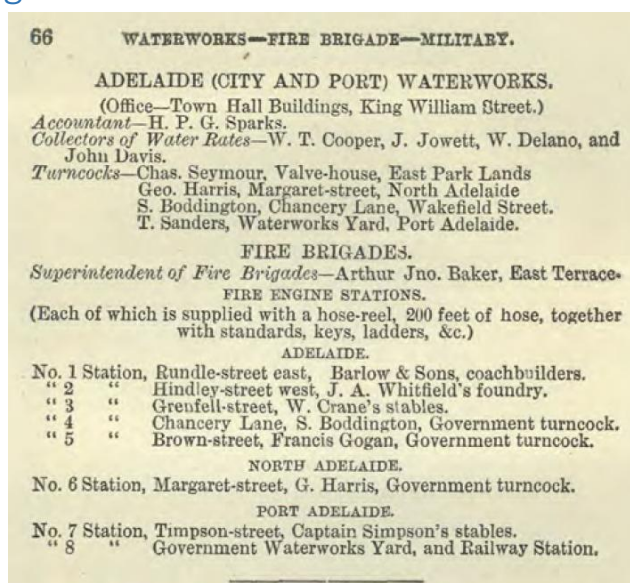 66 WATERWORKS—FIRE BRIGADE—MILITARY.
ADELAIDE (CITY AND PORT) WATERWORKS.
(Office—Town Hall Buildings, King William Street.)
Accountant—H. P. G. Sparks.
Collectors of Water Rates—W. T. Cooper, J. Jowett, W. Delano, and
John Davis.
Turncocks—Chas. Seymour, Valve-house, East Park Lands
Geo. Harris, Margaret-street, North Adelaide
S. Boddington, Chancery Lane, Wakefield Street.
T. Sanders, Waterworks Yard, Port Adelaide.
FIRE BRIGADES.
Superintendent of Fire Brigades—Arthur Jno. Baker, East Terrace.
FIRE ENGINE STATIONS.
(Each of which is supplied with a hose-reel, 200 feet of hose, together
with standards, keys, ladders, &c.)
ADELAIDE.
No. 1 Station, Rundle-street east, Barlow & Sons, coachbuilders.
“ 2 “ Hindley-street west, J. A. Whitfield's foundry.
“ 3 “ Grenfell-street, W. Crane's stables.
“ 4 “ Chancery Lane, S. Boddington, Government turncock.
“ 5 “ Brown-street, Francis Gogan, Government turncock.
NORTH ADELAIDE.
No. 6 Station, Margaret-street, G. Harris, Government turncock.
PORT ADELAIDE.
No. 7 Station, Timpson-street, Captain Simpson's stables.
“ 8 “ Government Waterworks Yard, and Railway Station.